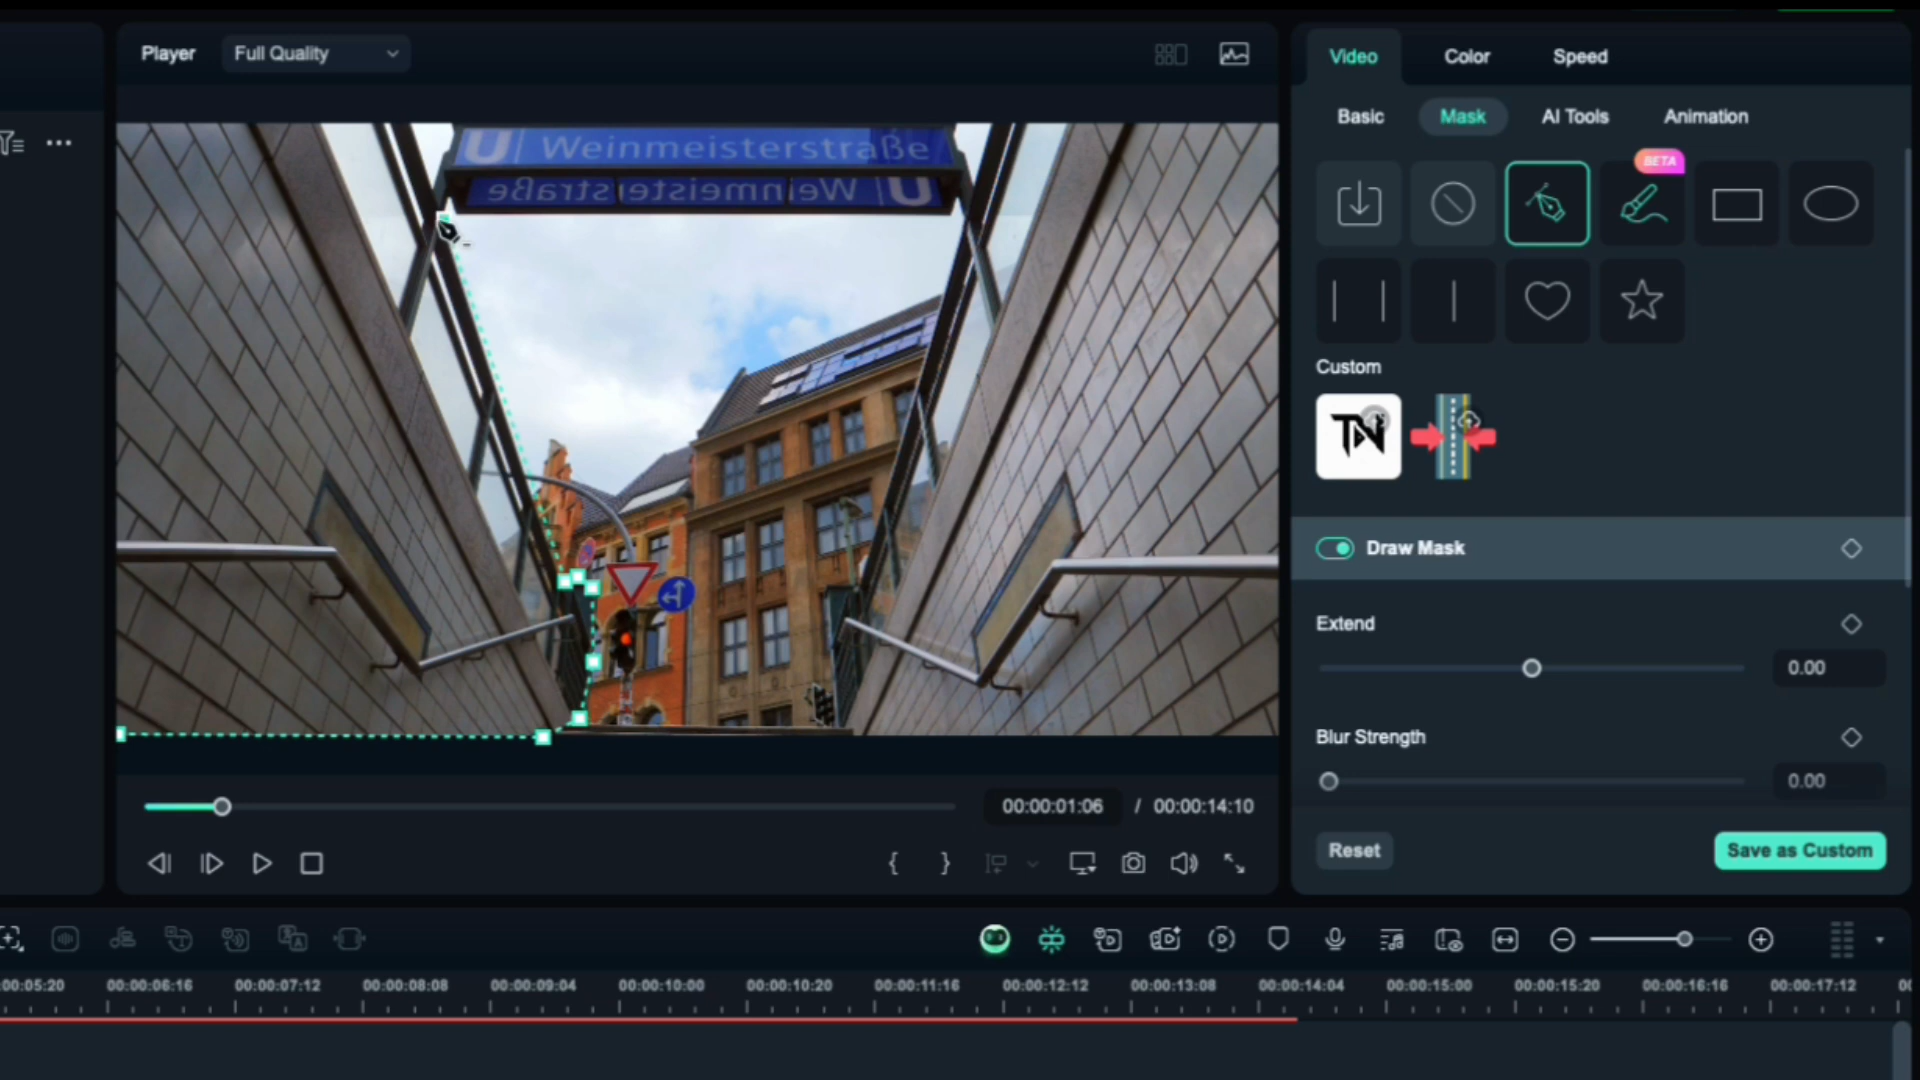 Player
Full Quality
Video
Color
Speed
Basic
Mask
AI Tools
Animation
BETA
U Weinmeisterstraße
Weinmeisterstraße U
Custom
TN
Draw Mask
Extend
0.00
Blur Strength
0.00
00:00:01:06 / 00:00:14:10
Reset
Save as Custom
:00:05:20
00:00:06:16
00:00:07:12
00:00:08:08
00:00:09:04
00:00:10:00
00:00:10:20
00:00:11:16
00:00:12:12
00:00:13:08
00:00:14:04
00:00:15:00
00:00:15:20
00:00:16:16
00:00:17:12